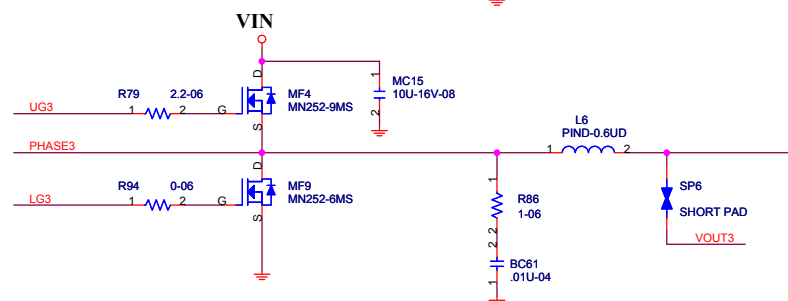 VIN
D
1
MC15
R79 2.2-06
MF4
10U-16V-08
UG3
1 2 G
MN252-9MS
2
S
L6
PIND-0.6UD
PHASE3
1 2
D
R94 0-06
MF9
1
SP6
LG3
1 2 G
MN252-6MS
R86
1-06
SHORT PAD
S
2
2
VOUT3
BC61
.01U-04
1